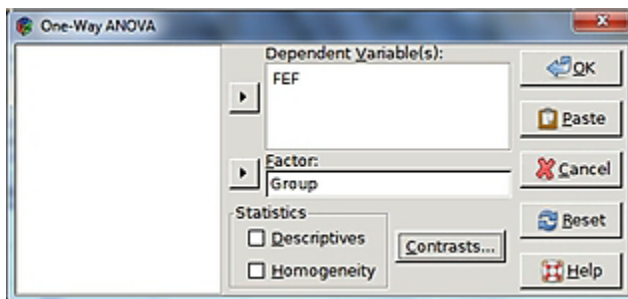 One-Way ANOVA
Dependent Variable(s):
FEF
Factor:
Group
Statistics
Descriptives
Homogeneity
Contrasts...
OK
Paste
Cancel
Reset
Help